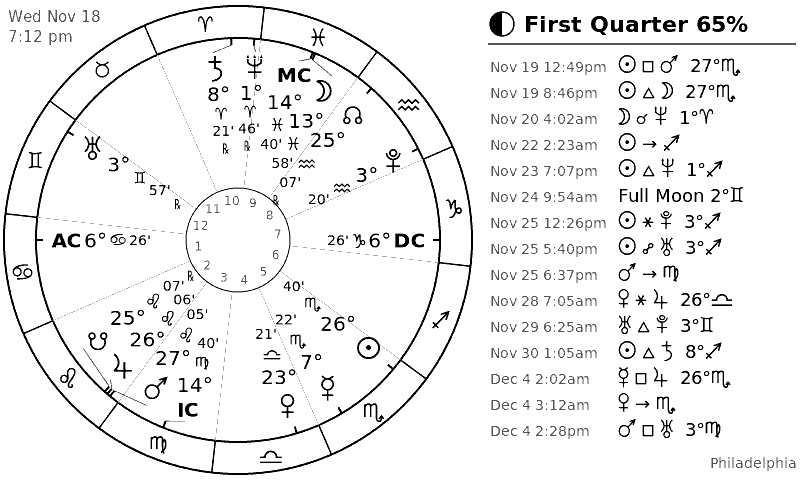 Wed Nov 18
7:12 pm
♈
♓
♒
♑
♐
♏
♎
♍
♌
♋
♊
♉
♄ 8° ♈ 21' ℞
♆ 1° ♈ 46' ℞
MC 14° ♓ 40'
☽ 13° ♓ 58'
☊ 25° ♒ 07' ℞
♇ 3° ♒ 20'
♅ 3° ♊ 57' ℞
AC 6° ♋ 26'
26' ♑ 6° DC
☋ 25° ♌ 07' ℞
♃ 26° ♌ 06'
♂ 27° ♌ 05'
IC 14° ♍ 40'
♀ 23° ♎ 21'
☿ 7° ♏ 22'
☉ 26° ♏ 40'
1
2
3
4
5
6
7
8
9
10
11
12
First Quarter 65%
Nov 19 12:49pm ☉ □ ♂ 27°♏
Nov 19 8:46pm ☉ △ ☽ 27°♏
Nov 20 4:02am ☽ ☌ ♆ 1°♈
Nov 22 2:23am ☉ → ♐
Nov 23 7:07pm ☉ △ ♆ 1°♐
Nov 24 9:54am Full Moon 2°♊
Nov 25 12:26pm ☉ ⚹ ♇ 3°♐
Nov 25 5:40pm ☉ ☍ ♅ 3°♐
Nov 25 6:37pm ♂ → ♍
Nov 28 7:05am ♀ ⚹ ♃ 26°♎
Nov 29 6:25am ♅ △ ♇ 3°♊
Nov 30 1:05am ☉ △ ♄ 8°♐
Dec 4 2:02am ☿ □ ♃ 26°♏
Dec 4 3:12am ♀ → ♏
Dec 4 2:28pm ♂ □ ♅ 3°♍
Philadelphia